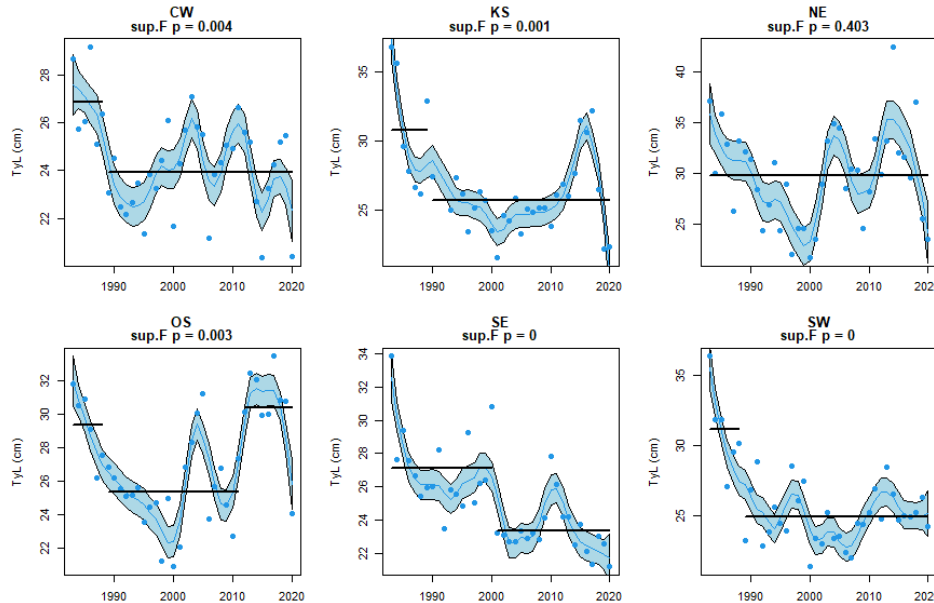 CW
sup.F p = 0.004
TyL (cm)
28
26
24
22
1990 2000 2010 2020
KS
sup.F p = 0.001
TyL (cm)
35
30
25
1990 2000 2010 2020
NE
sup.F p = 0.403
TyL (cm)
40
35
30
25
1990 2000 2010 2020
OS
sup.F p = 0.003
TyL (cm)
32
30
28
26
24
22
1990 2000 2010 2020
SE
sup.F p = 0
TyL (cm)
34
32
30
28
26
24
22
1990 2000 2010 2020
SW
sup.F p = 0
TyL (cm)
35
30
25
1990 2000 2010 2020